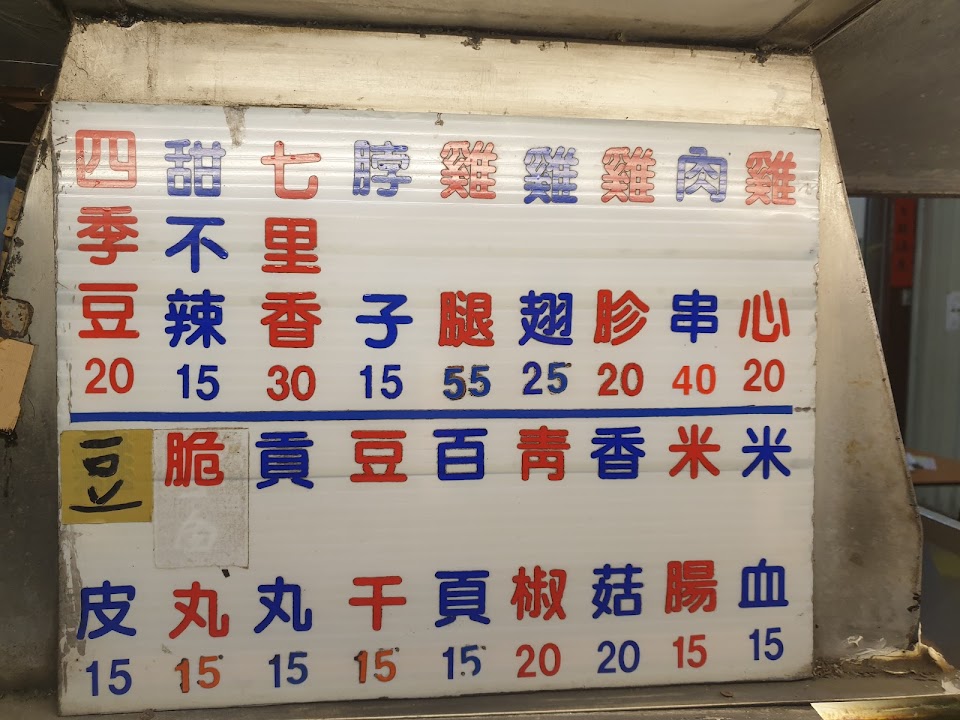 雞心 20
肉串 40
雞胗 20
雞翅 25
雞腿 55
脖子 15
七里香 30
甜不辣 15
四季豆 20
米血 15
米腸 15
香菇 20
青椒 20
百頁 15
豆干 15
貢丸 15
脆丸 15
豆皮 15